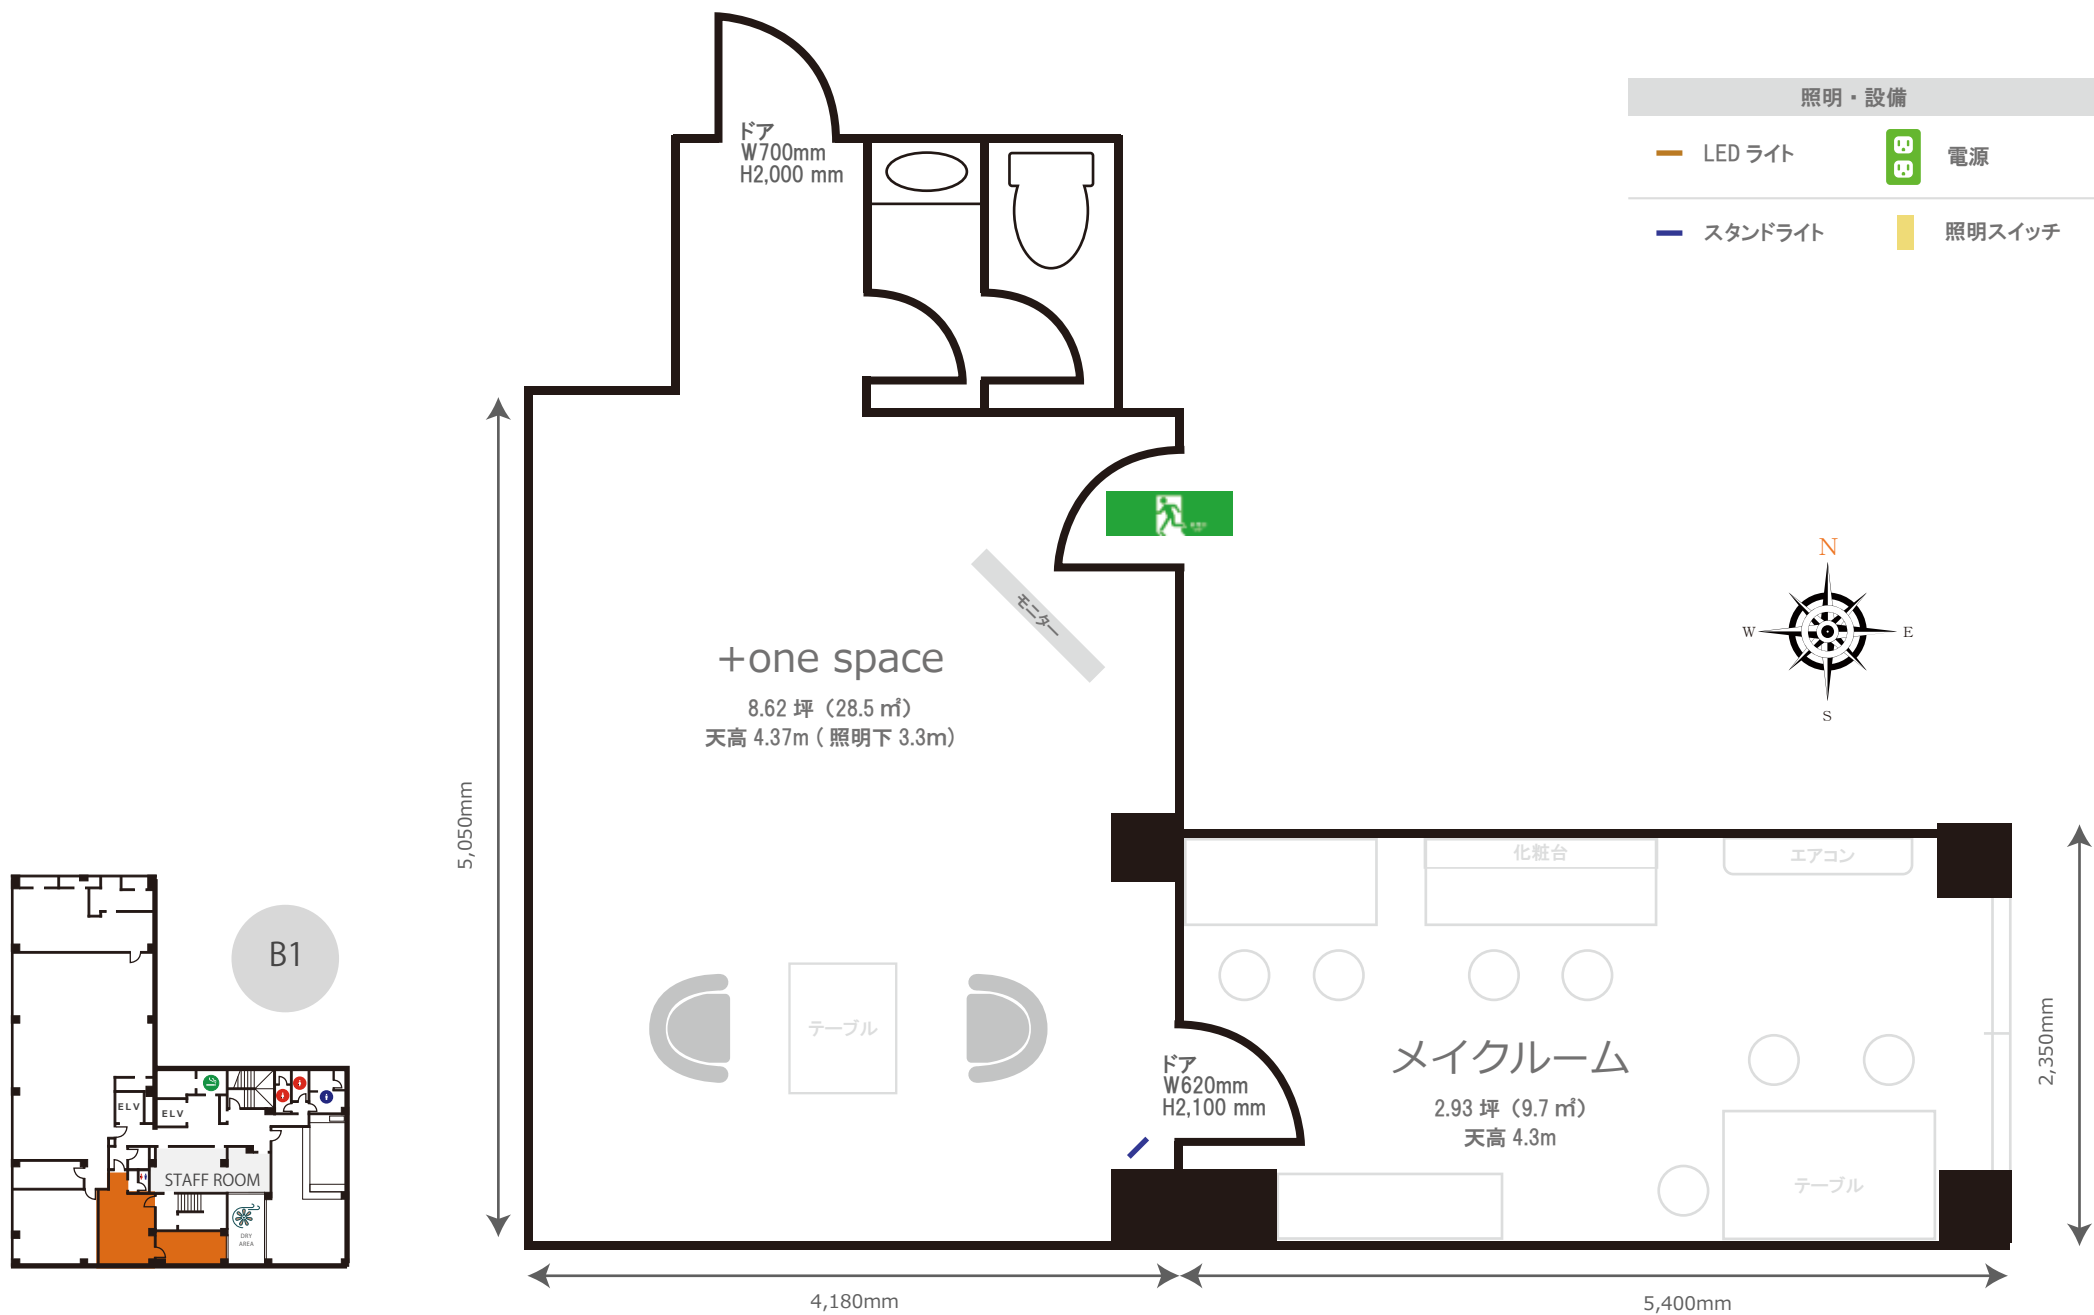 照明・設備
LED ライト
電源
スタンドライト
照明スイッチ
ドア
W700mm
H2,000 mm
モニター
+one space
8.62 坪（28.5 ㎡）
天高 4.37m ( 照明下 3.3m)
5,050mm
N
W
E
S
化粧台
エアコン
テーブル
ドア
W620mm
H2,100 mm
メイクルーム
2.93 坪（9.7 ㎡）
天高 4.3m
テーブル
2,350mm
4,180mm
5,400mm
B1
ELV
ELV
STAFF ROOM
DRY
AREA